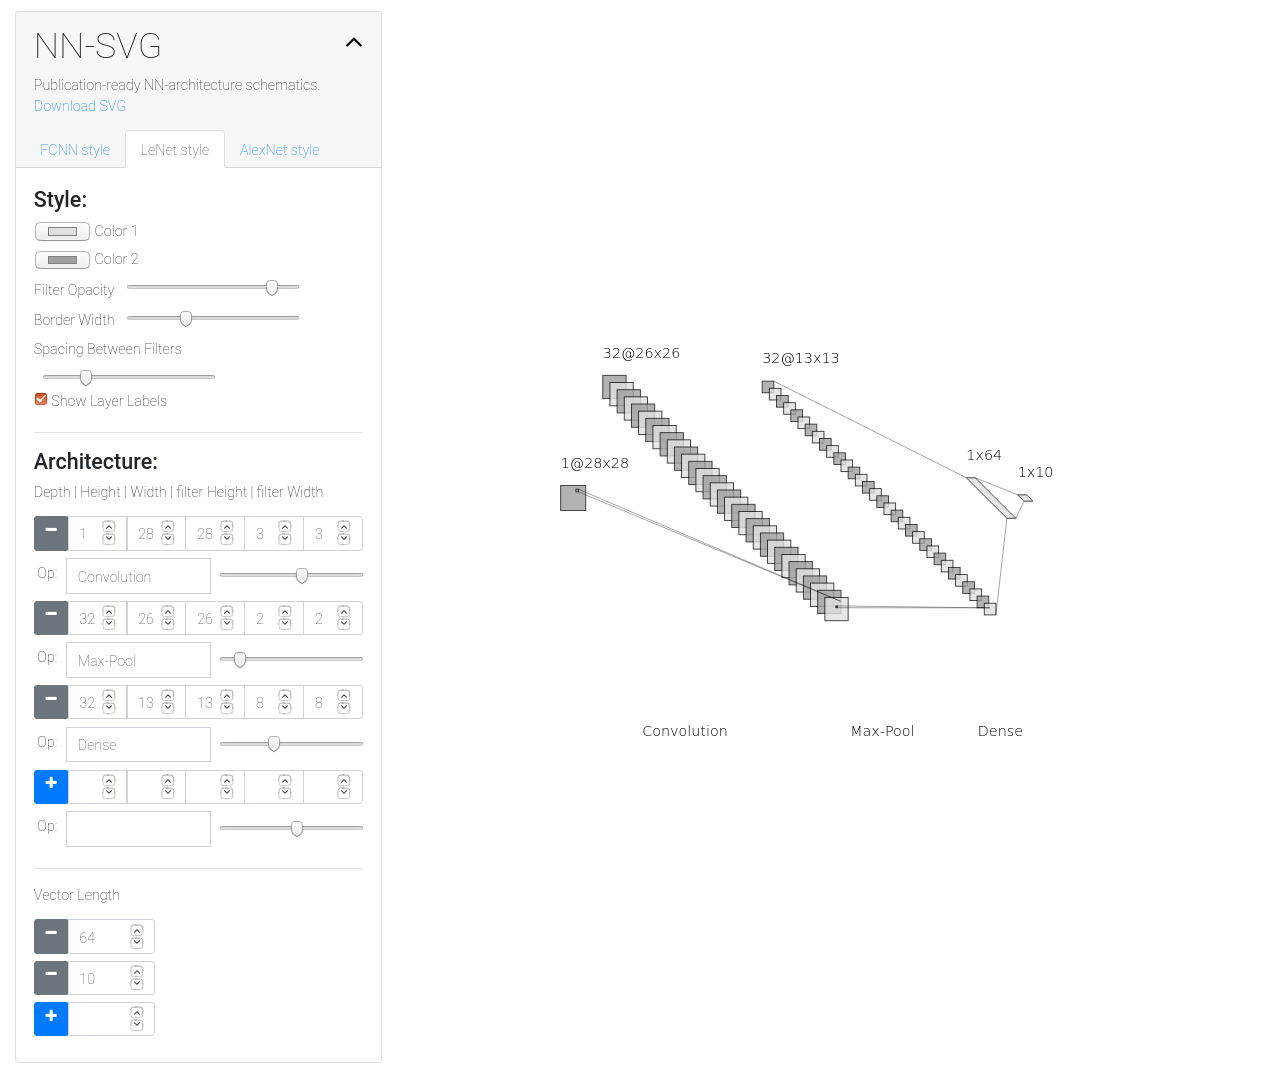 NN-SVG
Publication-ready NN-architecture schematics.
Download SVG
FCNN style LeNet style AlexNet style
Style:
Color 1
Color 2
Filter Opacity
Border Width
Spacing Between Filters
Show Layer Labels
Architecture:
Depth | Height | Width | filter Height | filter Width
1 28 28 3 3
Op: Convolution
32 26 26 2 2
Op: Max-Pool
32 13 13 8 8
Op: Dense
Op:
Vector Length
64
10
32@26x26
32@13x13
1@28x28
1x64
1x10
Convolution Max-Pool Dense